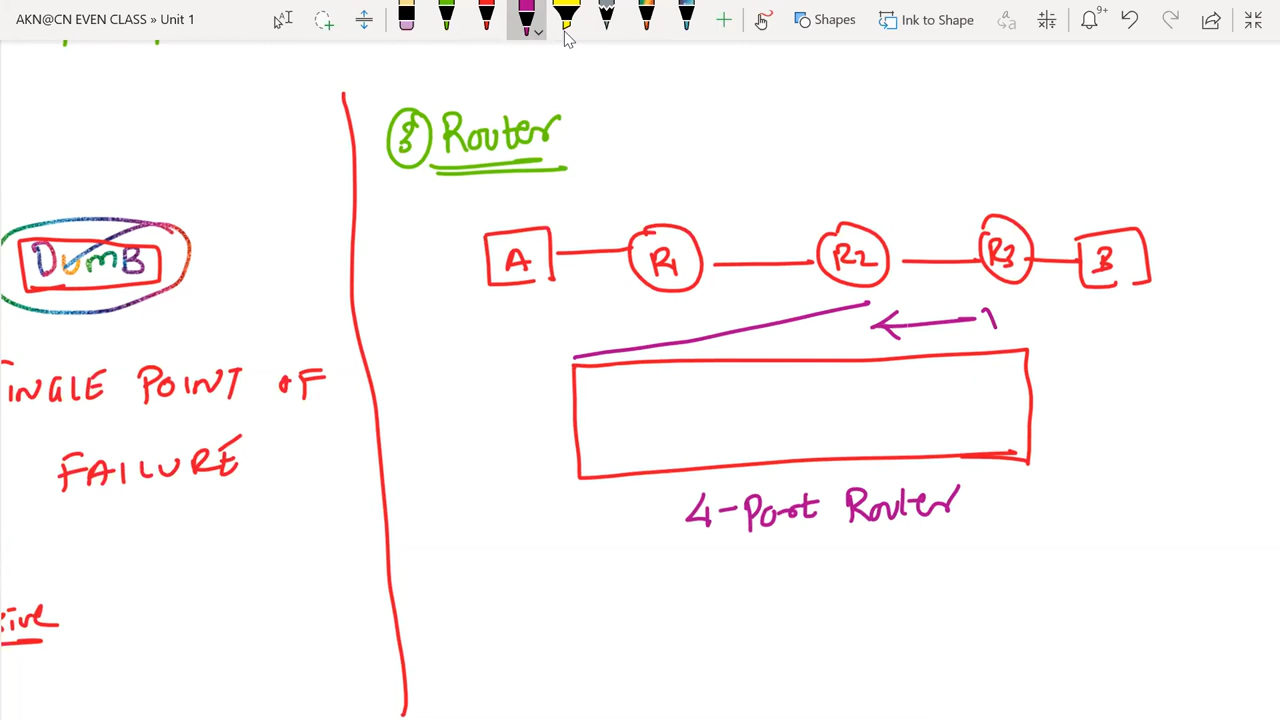 AKN@CN EVEN CLASS » Unit 1
Shapes
Ink to Shape
9+
Router
A
R1
R2
R3
B
DumB
INGLE POINT OF
FAILURE
4-Port Router